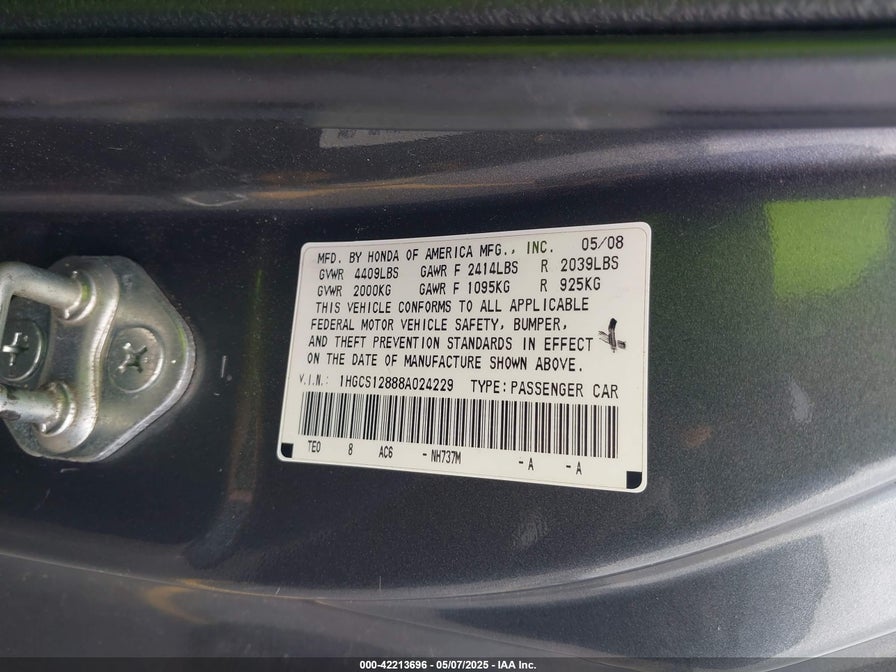 MFD. BY HONDA OF AMERICA MFG., INC. 05/08
GVWR 4409LBS GAWR F 2414LBS R 2039LBS
GVWR 2000KG GAWR F 1095KG R 925KG
THIS VEHICLE CONFORMS TO ALL APPLICABLE
FEDERAL MOTOR VEHICLE SAFETY, BUMPER,
AND THEFT PREVENTION STANDARDS IN EFFECT
ON THE DATE OF MANUFACTURE SHOWN ABOVE.
V.I.N.: 1HGCS12888A024229 TYPE:PASSENGER CAR
TE0 8 AC6 - NH737M - A - A
000-42213696 - 05/07/2025 - IAA Inc.